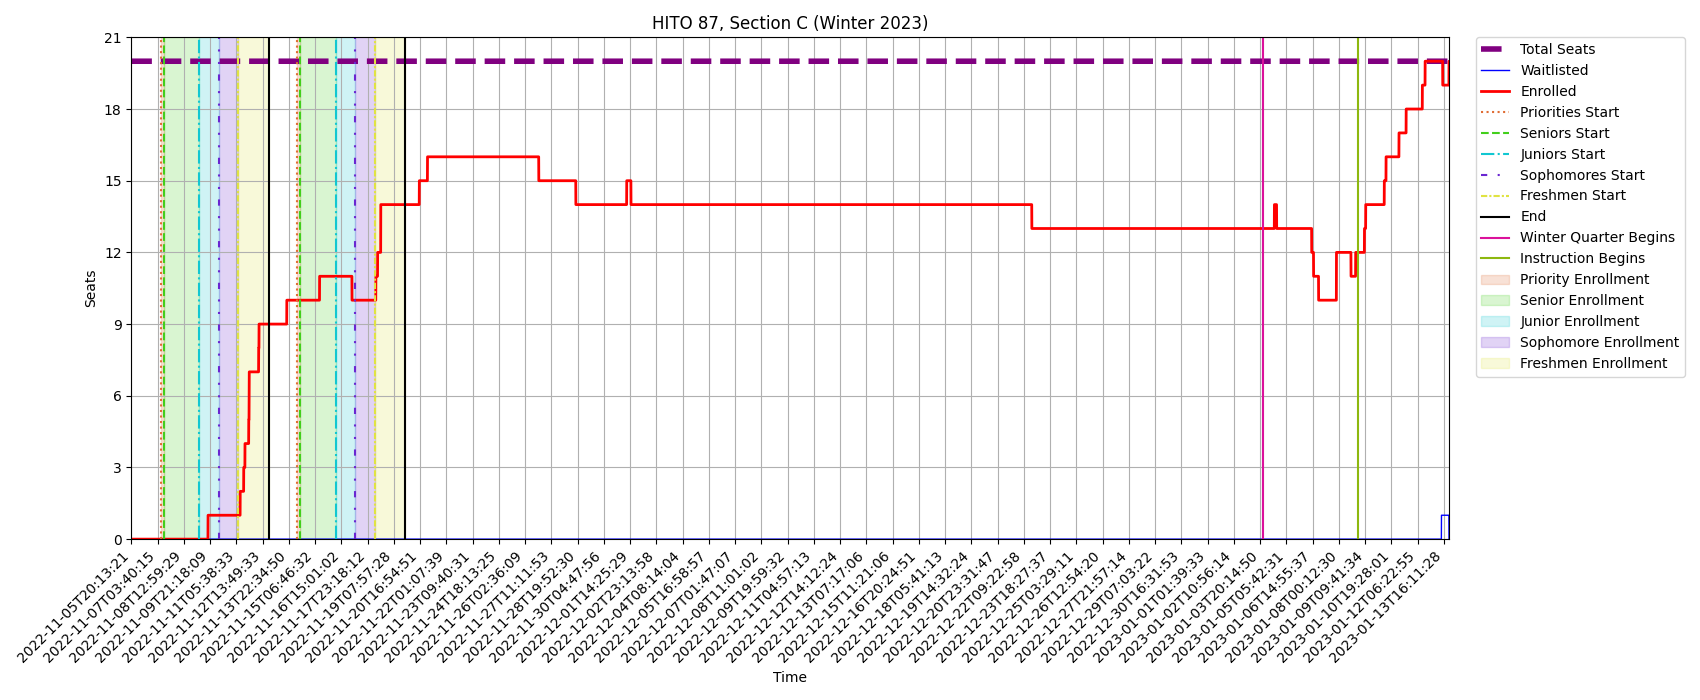 HITO 87, Section C (Winter 2023)
21
18
15
12
9
6
3
0
Seats
2022-11-05T20:13:21
2022-11-07T03:40:15
2022-11-08T12:59:29
2022-11-09T21:18:09
2022-11-11T05:38:33
2022-11-12T13:49:33
2022-11-13T22:34:50
2022-11-15T06:46:32
2022-11-16T15:01:02
2022-11-17T23:18:12
2022-11-19T07:57:28
2022-11-20T16:54:51
2022-11-22T01:07:39
2022-11-23T09:40:31
2022-11-24T18:13:25
2022-11-26T02:36:09
2022-11-27T11:11:53
2022-11-28T19:52:30
2022-11-30T04:47:56
2022-12-01T14:25:29
2022-12-02T23:13:58
2022-12-04T08:14:04
2022-12-05T16:58:57
2022-12-07T01:47:07
2022-12-08T11:01:02
2022-12-09T19:59:32
2022-12-11T04:57:13
2022-12-12T14:12:24
2022-12-13T07:17:06
2022-12-15T11:21:06
2022-12-16T20:24:51
2022-12-18T05:41:13
2022-12-19T14:32:24
2022-12-20T23:31:47
2022-12-22T09:22:58
2022-12-23T18:27:37
2022-12-25T03:29:11
2022-12-26T12:54:20
2022-12-27T21:57:14
2022-12-29T07:03:22
2022-12-30T16:31:53
2023-01-01T01:39:33
2023-01-02T10:56:14
2023-01-03T20:14:50
2023-01-05T05:42:31
2023-01-06T14:55:37
2023-01-08T00:12:30
2023-01-09T09:41:34
2023-01-10T19:28:01
2023-01-12T06:22:55
2023-01-13T16:11:28
Time
Total Seats
Waitlisted
Enrolled
Priorities Start
Seniors Start
Juniors Start
Sophomores Start
Freshmen Start
End
Winter Quarter Begins
Instruction Begins
Priority Enrollment
Senior Enrollment
Junior Enrollment
Sophomore Enrollment
Freshmen Enrollment